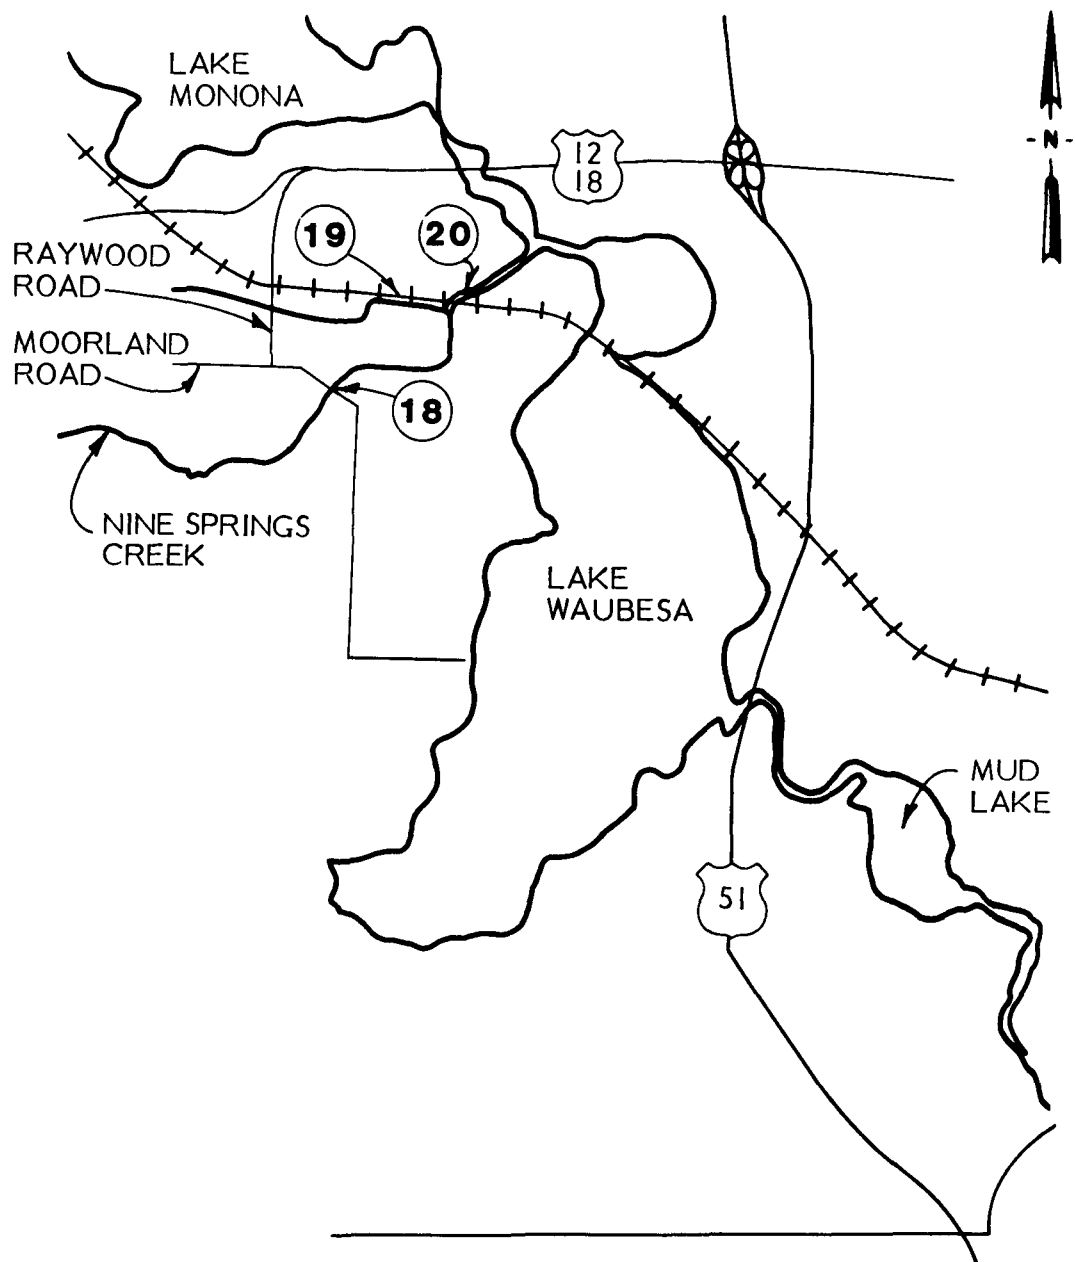 LAKE
MONONA
- N -
12
18
19
20
RAYWOOD
ROAD
MOORLAND
ROAD
18
NINE SPRINGS
CREEK
LAKE
WAUBESA
MUD
LAKE
51